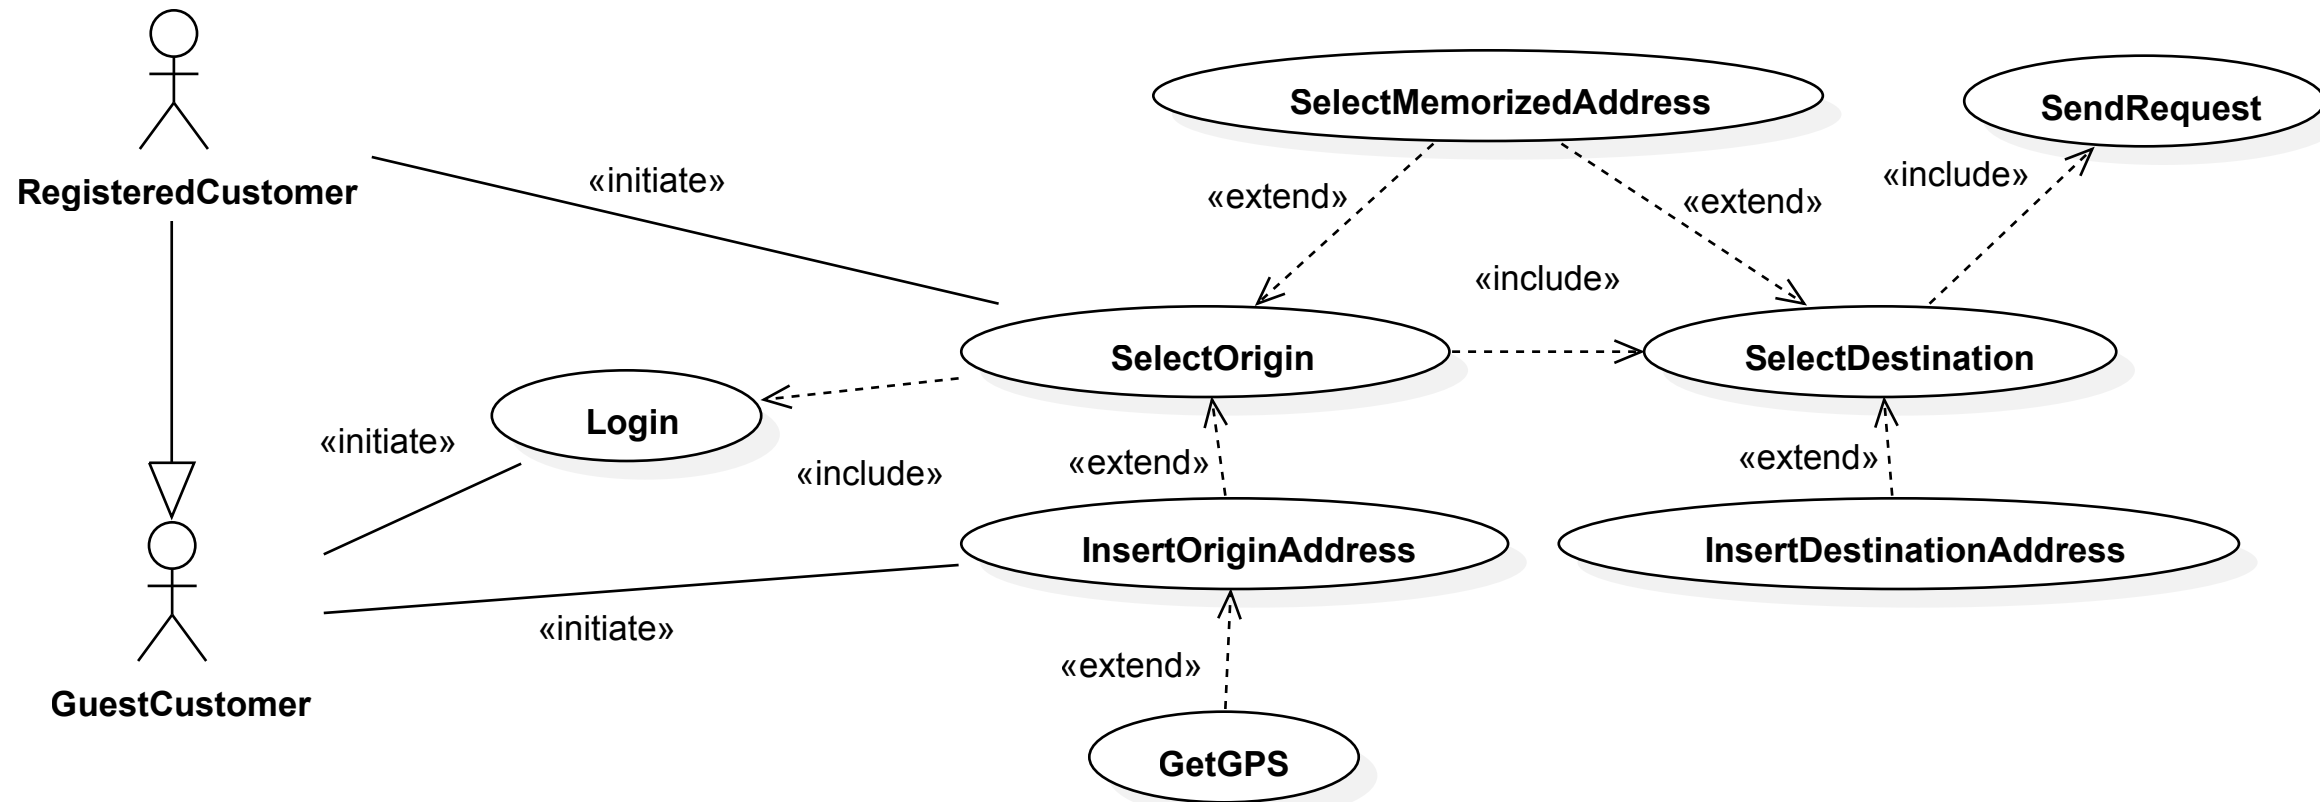 SelectMemorizedAddress
SendRequest
«include»
«initiate»
RegisteredCustomer
«extend»
«extend»
«include»
SelectOrigin
SelectDestination
Login
«initiate»
«extend»
«extend»
«include»
InsertOriginAddress
InsertDestinationAddress
«initiate»
«extend»
GuestCustomer
GetGPS